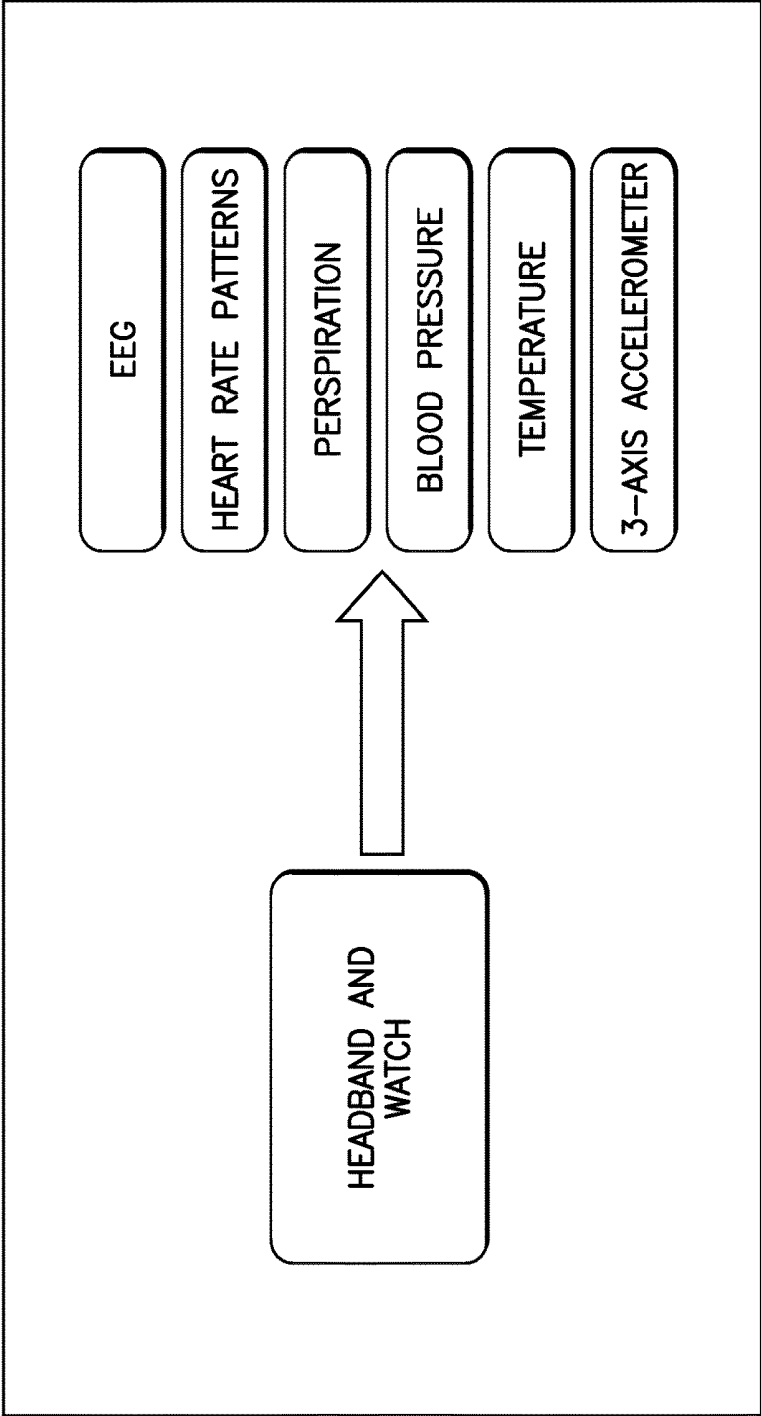 HEADBAND AND
WATCH
EEG
HEART RATE PATTERNS
PERSPIRATION
BLOOD PRESSURE
TEMPERATURE
3-AXIS ACCELEROMETER